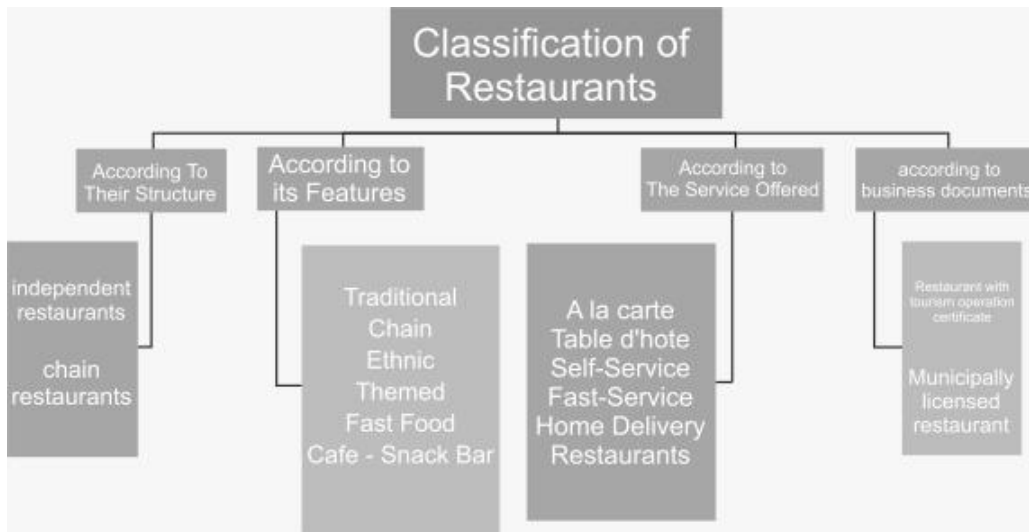 Classification of
Restaurants
According To
Their Structure
According to
its Features
According to
The Service Offered
according to
business documents
independent
restaurants
chain
restaurants
Traditional
Chain
Ethnic
Themed
Fast Food
Cafe - Snack Bar
A la carte
Table d'hote
Self-Service
Fast-Service
Home Delivery
Restaurants
Restaurant with
tourism operation
certificate
Municipally
licensed
restaurant